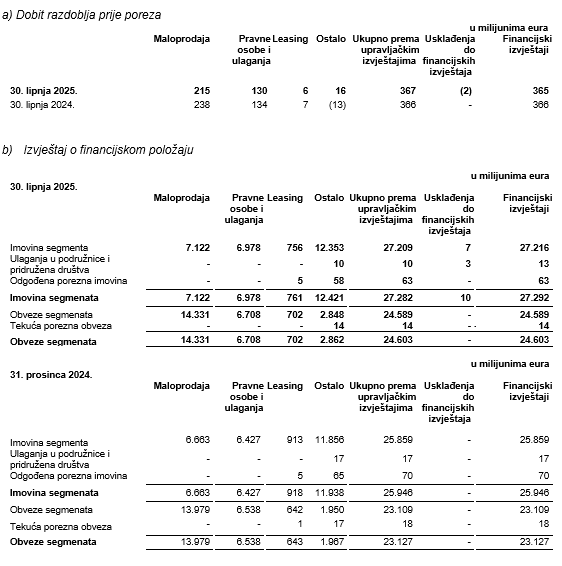 a) Dobit razdoblja prije poreza
u milijunima eura
Maloprodaja Pravne Leasing Ostalo Ukupno prema Usklađenja Financijski
osobe i upravljačkim do izvještaji
ulaganja izvještajima financijskih
izvještaja
30. lipnja 2025. 215 130 6 16 367 (2) 365
30. lipnja 2024. 238 134 7 (13) 366 - 366
b) Izvještaj o financijskom položaju
u milijunima eura
30. lipnja 2025.
Maloprodaja Pravne Leasing Ostalo Ukupno prema Usklađenja Financijski
osobe i upravljačkim do izvještaji
ulaganja izvještajima financijskih
izvještaja
Imovina segmenta 7.122 6.978 756 12.353 27.209 7 27.216
Ulaganja u podružnice i
pridružena društva - - - 10 10 3 13
Odgođena porezna imovina - - 5 58 63 - 63
Imovina segmenata 7.122 6.978 761 12.421 27.282 10 27.292
Obveze segmenata 14.331 6.708 702 2.848 24.589 - 24.589
Tekuća porezna obveza - - - 14 14 - - 14
Obveze segmenata 14.331 6.708 702 2.862 24.603 - 24.603
u milijunima eura
31. prosinca 2024.
Maloprodaja Pravne Leasing Ostalo Ukupno prema Usklađenja Financijski
osobe i upravljačkim do izvještaji
ulaganja izvještajima financijskih
izvještaja
Imovina segmenta 6.663 6.427 913 11.856 25.859 - 25.859
Ulaganja u podružnice i
pridružena društva - - - 17 17 - 17
Odgođena porezna imovina - - 5 65 70 - 70
Imovina segmenata 6.663 6.427 918 11.938 25.946 - 25.946
Obveze segmenata 13.979 6.538 642 1.950 23.109 - 23.109
Tekuća porezna obveza - - 1 17 18 - 18
Obveze segmenata 13.979 6.538 643 1.967 23.127 - 23.127